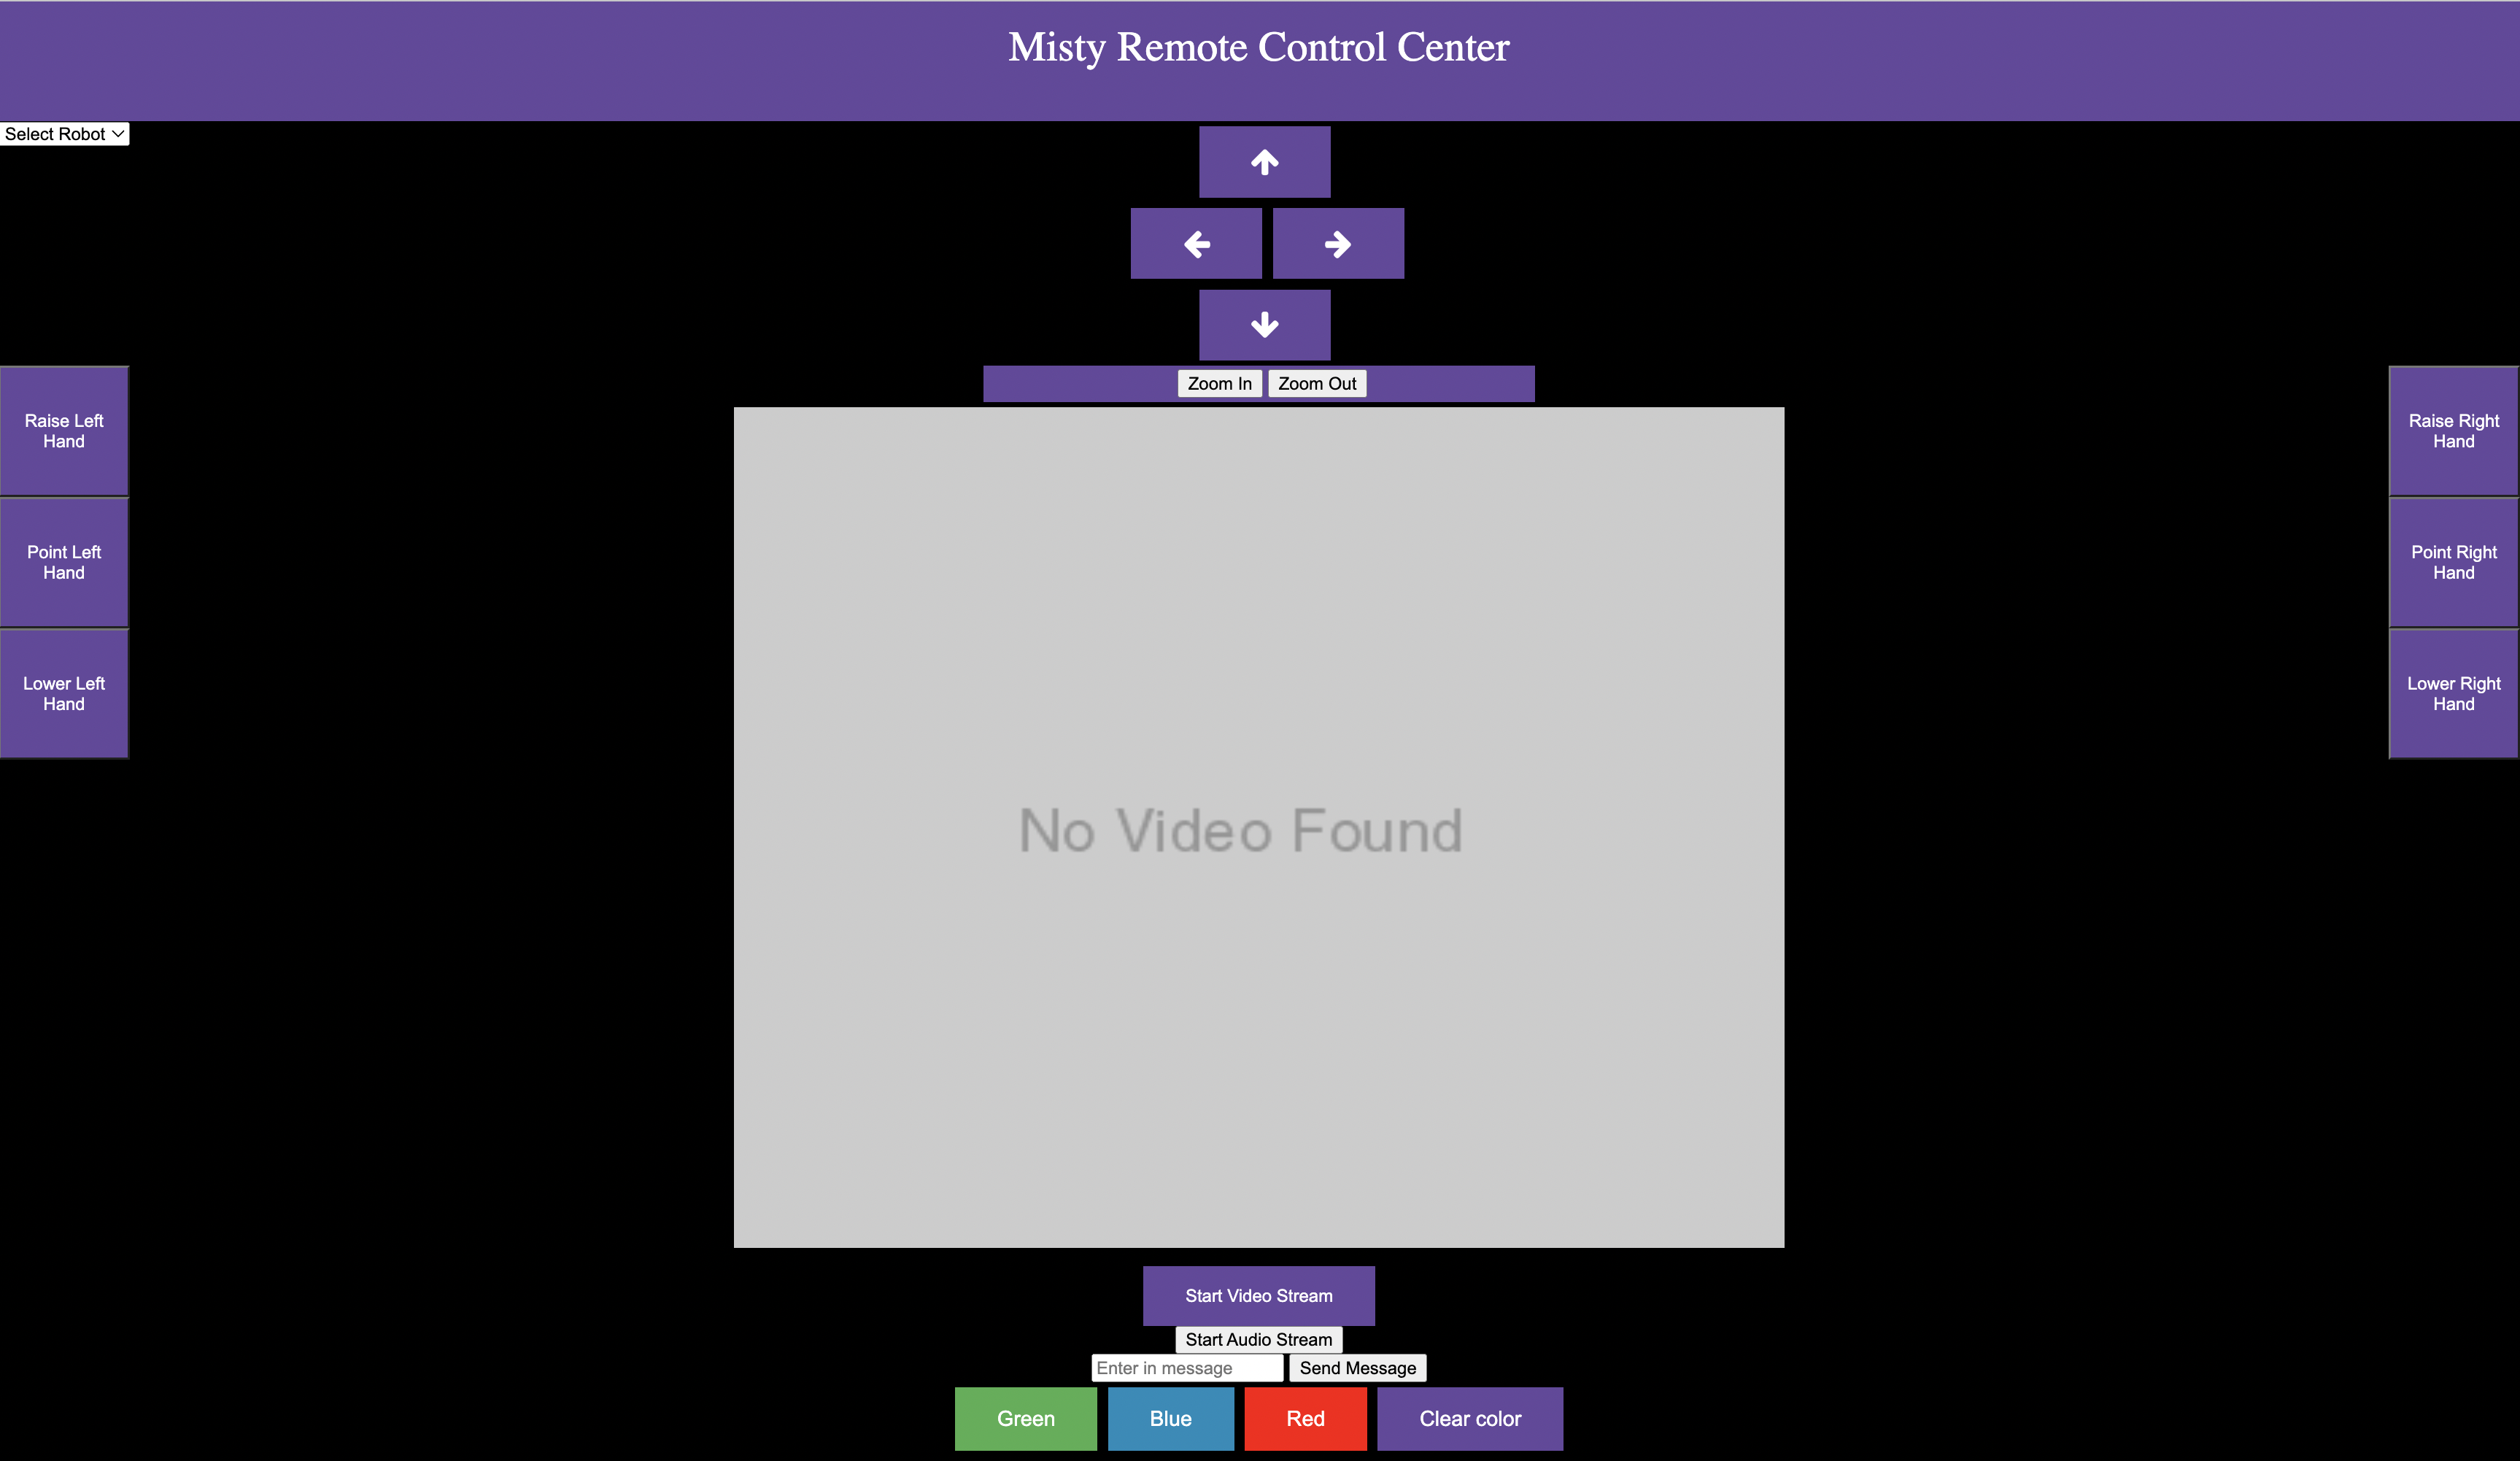 Misty Remote Control Center
Select Robot
Zoom In Zoom Out
Raise Left
Hand
Raise Right
Hand
Point Left
Hand
Point Right
Hand
Lower Left
Hand
Lower Right
Hand
No Video Found
Start Video Stream
Start Audio Stream
Enter in message Send Message
Green Blue Red Clear color